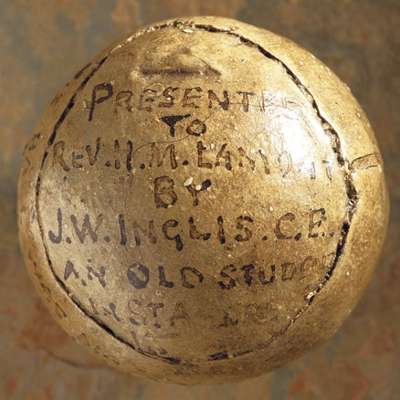 PRESENTED
TO
REV. H. M. LAMONT
BY
J. W. INGLIS. C. E.
AN OLD STUDENT